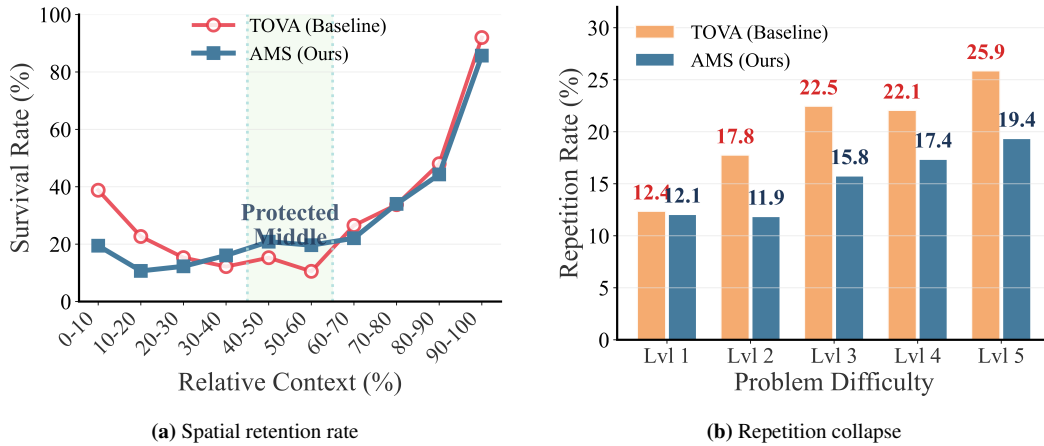 TOVA (Baseline)
AMS (Ours)
Protected
Middle
Survival Rate (%)
100
80
60
40
20
0
0-10
10-20
20-30
30-40
40-50
50-60
60-70
70-80
80-90
90-100
Relative Context (%)
(a) Spatial retention rate
TOVA (Baseline)
AMS (Ours)
Repetition Rate (%)
30
25
20
15
10
5
0
12.4
12.1
17.8
11.9
22.5
15.8
22.1
17.4
25.9
19.4
Lvl 1
Lvl 2
Lvl 3
Lvl 4
Lvl 5
Problem Difficulty
(b) Repetition collapse